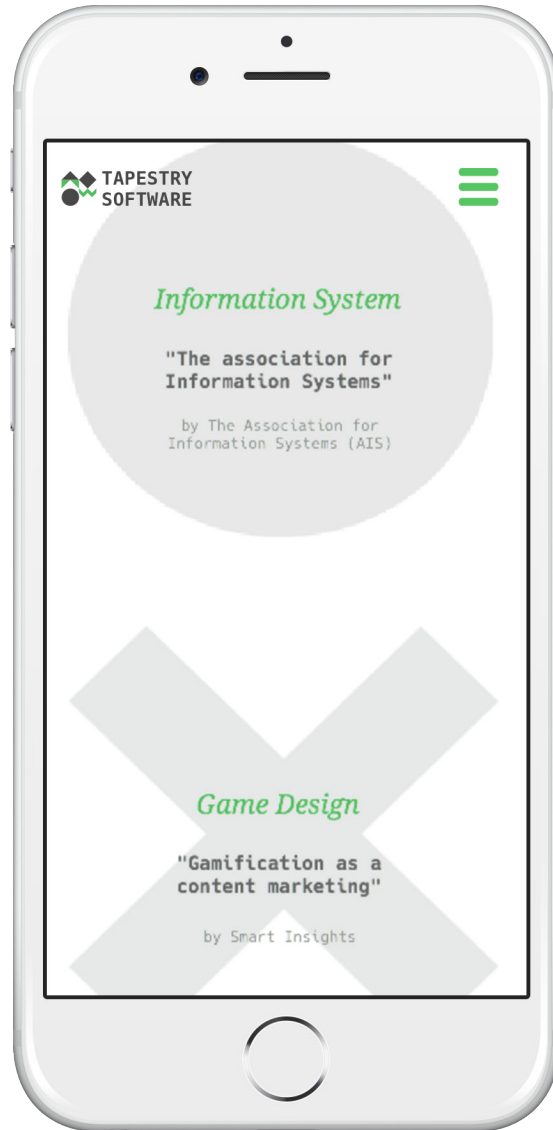 TAPESTRY
SOFTWARE
Information System
"The association for
Information Systems"
by The Association for
Information Systems (AIS)
Game Design
"Gamification as a
content marketing"
by Smart Insights